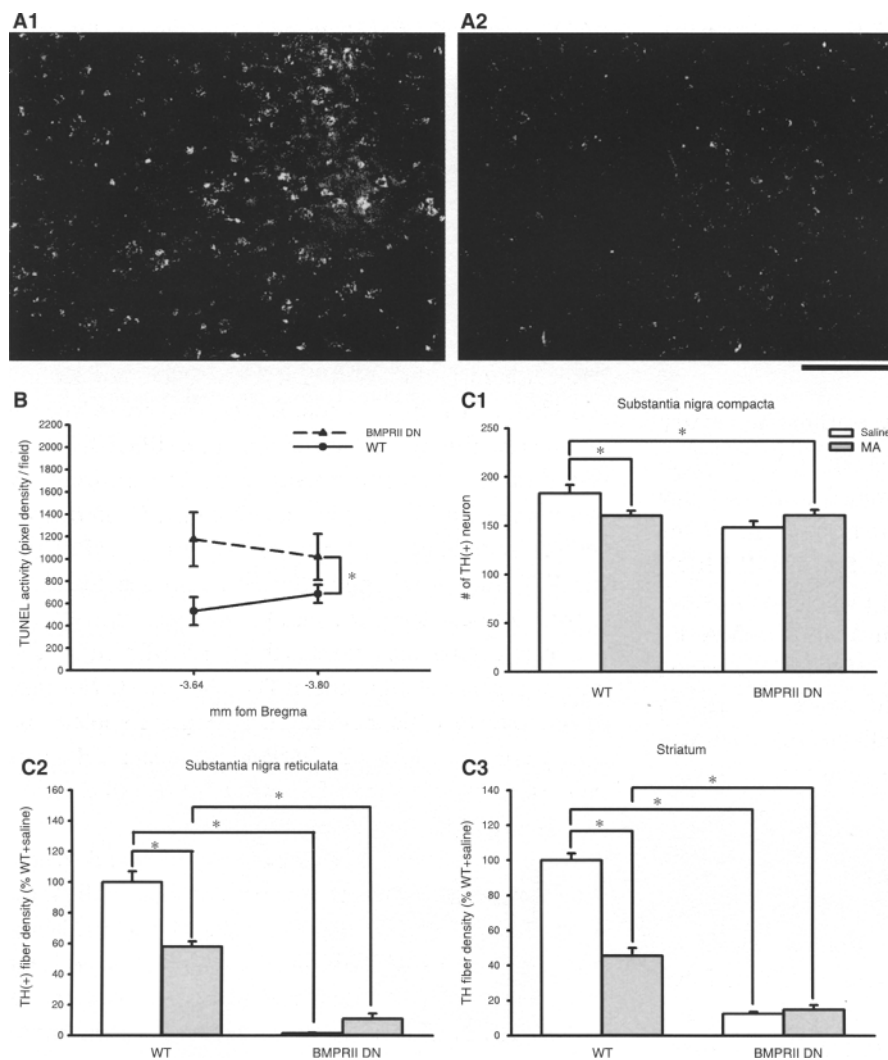 A1
A2
B
TUNEL activity (pixel density / field)
2200
2000
1800
1600
1400
1200
1000
800
600
400
200
0
BMPRII DN
WT
*
-3.64
-3.80
mm fom Bregma
C1
Substantia nigra compacta
# of TH(+) neuron
250
200
150
100
50
0
Saline
MA
*
*
WT
BMPRII DN
C2
Substantia nigra reticulata
TH(+) fiber density (% WT+saline)
160
140
120
100
80
60
40
20
0
*
*
*
WT
BMPRII DN
C3
Striatum
TH fiber density (% WT+saline)
140
120
100
80
60
40
20
0
*
*
*
WT
BMPRII DN